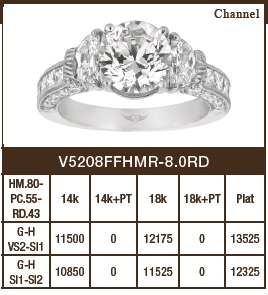 Channel
V5208FFHMR-8.0RD
HM.80-
PC.55-
RD.43
14k 14k+PT 18k 18k+PT Plat
G-H
VS2-SI1
11500 0 12175 0 13525
G-H
SI1-SI2
10850 0 11525 0 12325